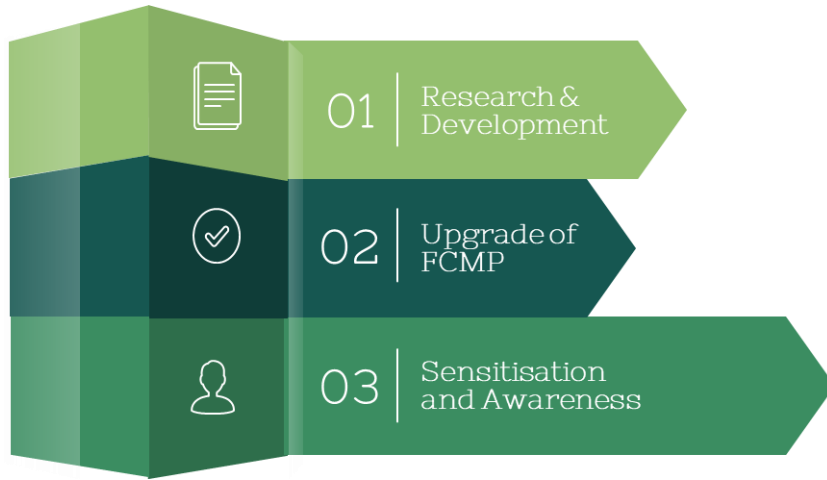 01
Research &
Development
02
Upgrade of
FCMP
03
Sensitisation
and Awareness